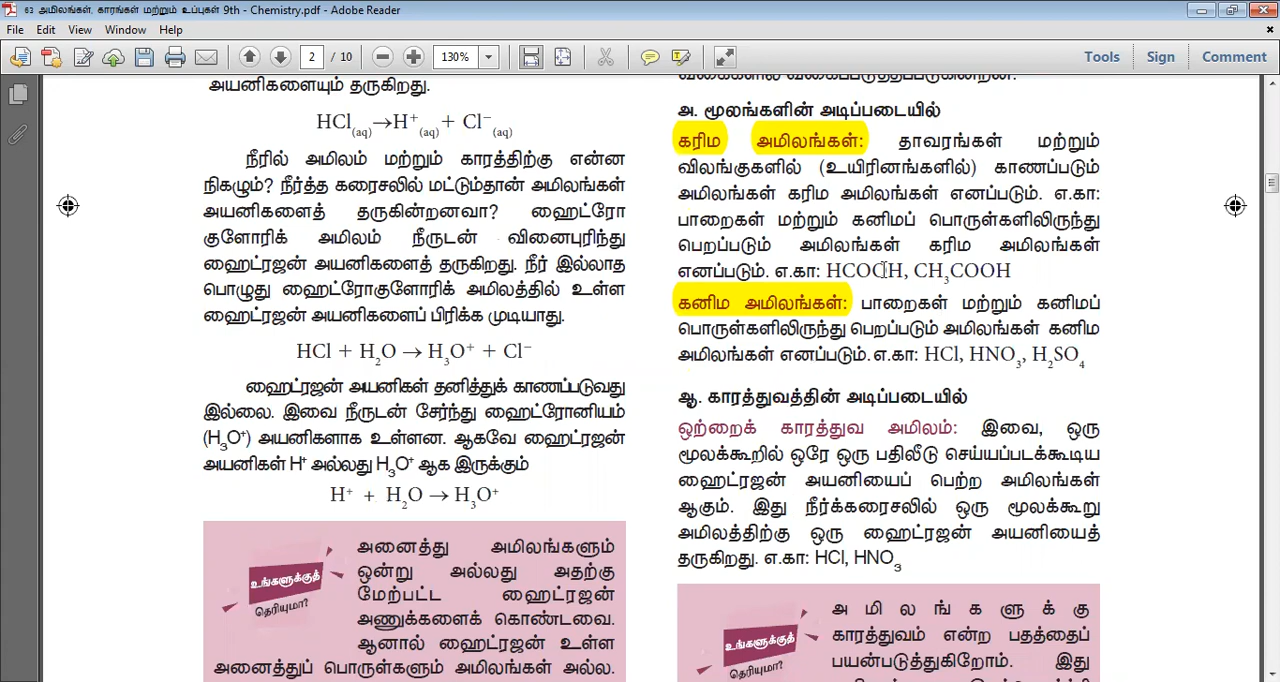 63 அமிலங்கள், காரங்கள் மற்றும் உப்புகள் 9th - Chemistry.pdf - Adobe Reader
File Edit View Window Help
2 / 10 130% Tools Sign Comment
அயனிகளையும் தருகிறது.
HCl(aq)→H⁺(aq) + Cl⁻(aq)
நீரில் அமிலம் மற்றும் காரத்திற்கு என்ன
நிகழும்? நீர்த்த கரைசலில் மட்டும்தான் அமிலங்கள்
அயனிகளைத் தருகின்றனவா? ஹைட்ரோ
குளோரிக் அமிலம் நீருடன் வினைபுரிந்து
ஹைட்ரஜன் அயனிகளைத் தருகிறது. நீர் இல்லாத
பொழுது ஹைட்ரோகுளோரிக் அமிலத்தில் உள்ள
ஹைட்ரஜன் அயனிகளைப் பிரிக்க முடியாது.
HCl + H₂O → H₃O⁺ + Cl⁻
ஹைட்ரஜன் அயனிகள் தனித்துக் காணப்படுவது
இல்லை. இவை நீருடன் சேர்ந்து ஹைட்ரோனியம்
(H₃O⁺) அயனிகளாக உள்ளன. ஆகவே ஹைட்ரஜன்
அயனிகள் H⁺ அல்லது H₃O⁺ ஆக இருக்கும்
H⁺ + H₂O → H₃O⁺
உங்களுக்குத்
தெரியுமா?
அனைத்து அமிலங்களும்
ஒன்று அல்லது அதற்கு
மேற்பட்ட ஹைட்ரஜன்
அணுக்களைக் கொண்டவை.
ஆனால் ஹைட்ரஜன் உள்ள
அனைத்துப் பொருள்களும் அமிலங்கள் அல்ல.
வகைகளில் வகைப்படுத்தப்படுகின்றன:
அ. மூலங்களின் அடிப்படையில்
கரிம அமிலங்கள்: தாவரங்கள் மற்றும்
விலங்குகளில் (உயிரினங்களில்) காணப்படும்
அமிலங்கள் கரிம அமிலங்கள் எனப்படும். எ.கா:
பாறைகள் மற்றும் கனிமப் பொருள்களிலிருந்து
பெறப்படும் அமிலங்கள் கரிம அமிலங்கள்
எனப்படும். எ.கா: HCOOH, CH₃COOH
கனிம அமிலங்கள்: பாறைகள் மற்றும் கனிமப்
பொருள்களிலிருந்து பெறப்படும் அமிலங்கள் கனிம
அமிலங்கள் எனப்படும். எ.கா: HCl, HNO₃, H₂SO₄
ஆ. காரத்துவத்தின் அடிப்படையில்
ஒற்றைக் காரத்துவ அமிலம்: இவை, ஒரு
மூலக்கூறில் ஒரே ஒரு பதிலீடு செய்யப்படக்கூடிய
ஹைட்ரஜன் அயனியைப் பெற்ற அமிலங்கள்
ஆகும். இது நீர்க்கரைசலில் ஒரு மூலக்கூறு
அமிலத்திற்கு ஒரு ஹைட்ரஜன் அயனியைத்
தருகிறது. எ.கா: HCl, HNO₃
உங்களுக்குத்
தெரியுமா?
அமிலங்களுக்கு
காரத்துவம் என்ற பதத்தைப்
பயன்படுத்துகிறோம். இது